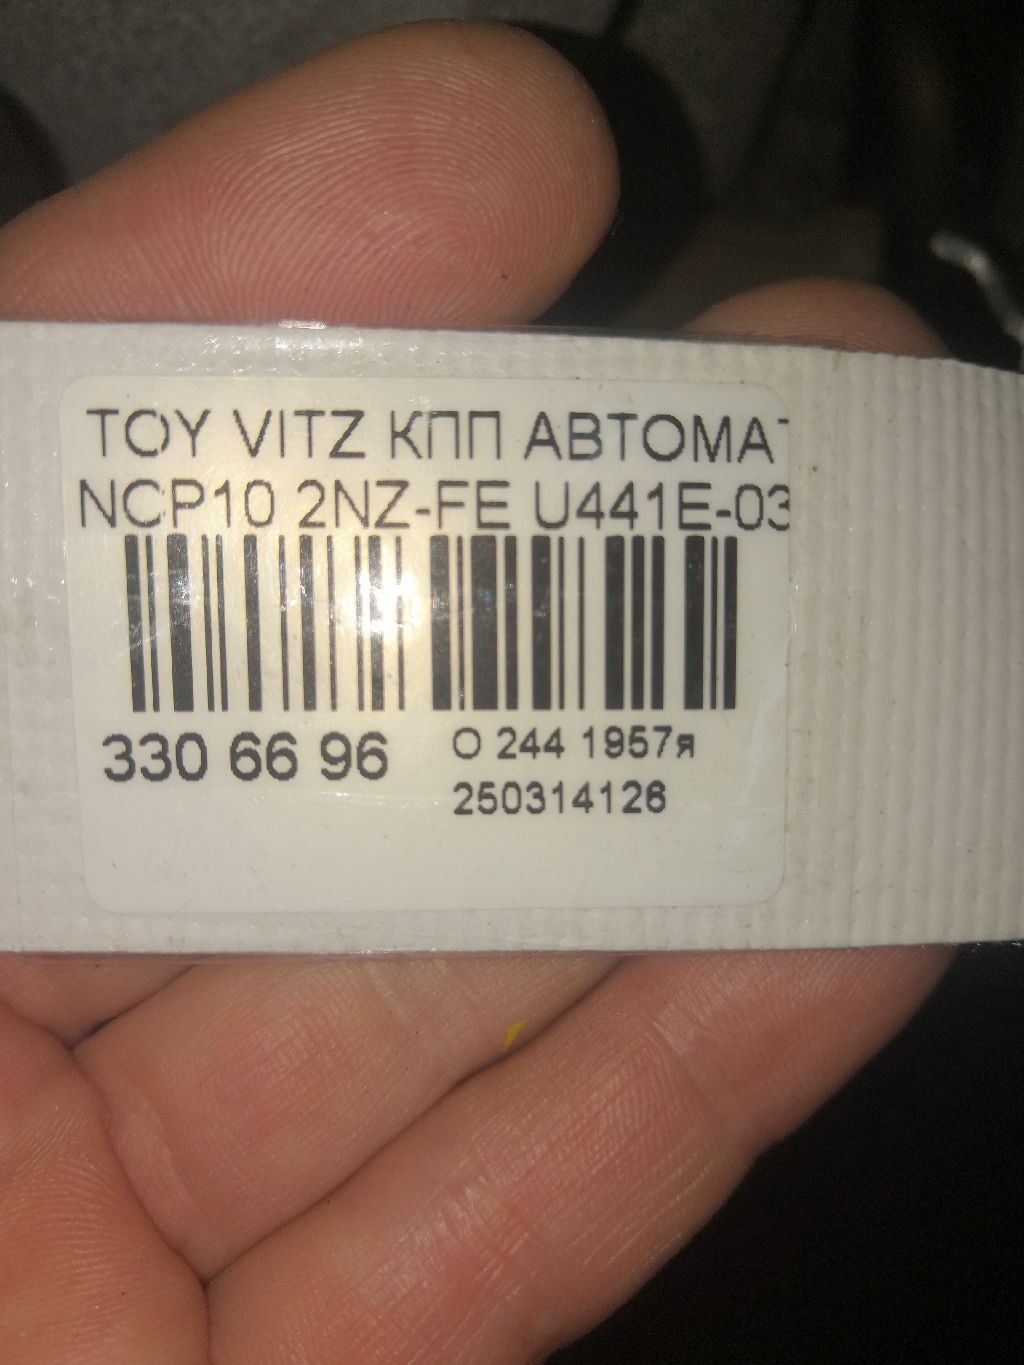 TOY VITZ КПП АВТОМАТ
NCP10 2NZ-FE U441E-03
330 66 96
О 244 1957я
250314126